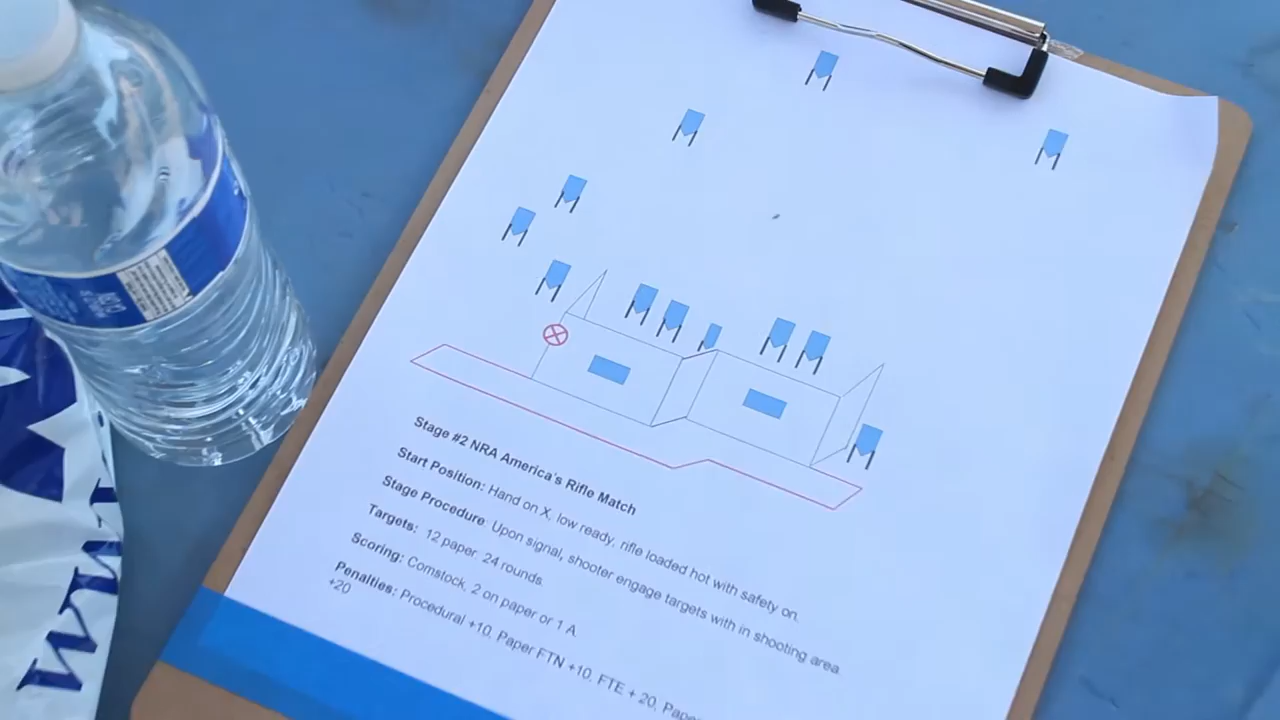 Stage #2 NRA America's Rifle Match
Start Position: Hand on X, low ready, rifle loaded hot with safety on.
Stage Procedure: Upon signal, shooter engage targets with in shooting area.
Targets: 12 paper. 24 rounds.
Scoring: Comstock, 2 on paper or 1 A.
Penalties: Procedural +10, Paper FTN +10, FTE + 20, Paper
+20